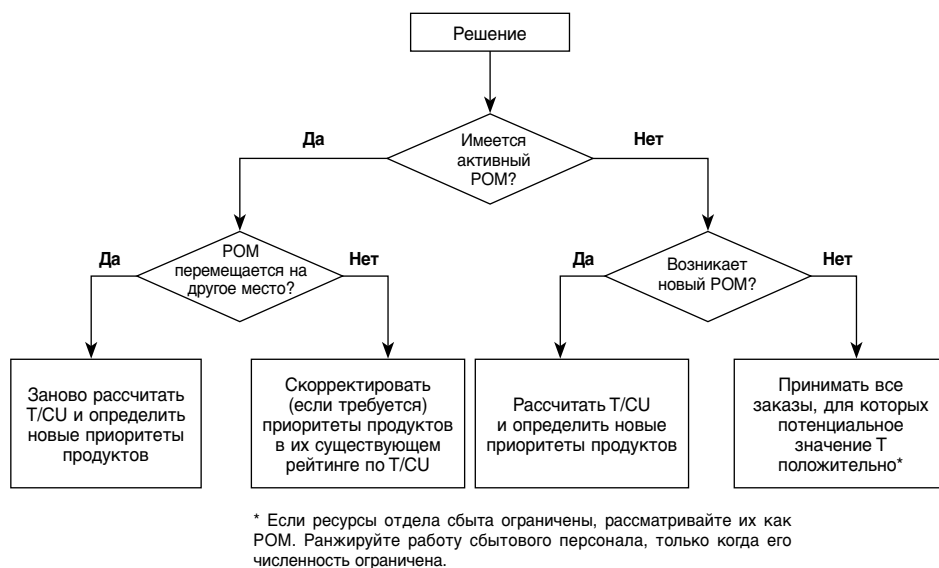 Решение
Да
Имеется
активный
РОМ?
Нет
Да
РОМ
перемещается на
другое место?
Нет
Да
Возникает
новый РОМ?
Нет
Заново рассчитать
T/CU и определить
новые приоритеты
продуктов
Скорректировать
(если требуется)
приоритеты продуктов
в их существующем
рейтинге по T/CU
Рассчитать T/CU
и определить новые
приоритеты продуктов
Принимать все
заказы, для которых
потенциальное
значение T
положительно*
* Если ресурсы отдела сбыта ограничены, рассматривайте их как
РОМ. Ранжируйте работу сбытового персонала, только когда его
численность ограничена.